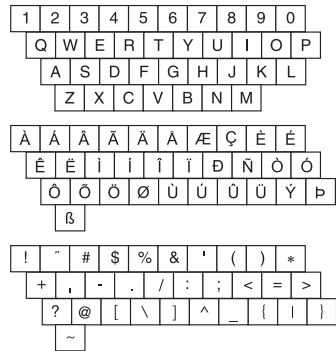 1 2 3 4 5 6 7 8 9 0
Q W E R T Y U I O P
A S D F G H J K L
Z X C V B N M
À Á Â Ã Ä Å Æ Ç È É
Ê Ë Ì Í Î Ï Ð Ñ Ò Ó
Ô Õ Ö Ø Ù Ú Û Ü Ý Þ
ß
! ˝ # $ % & ' ( ) *
+ , - . / : ; < = >
? @ [ \ ] ^ _ { | }
~